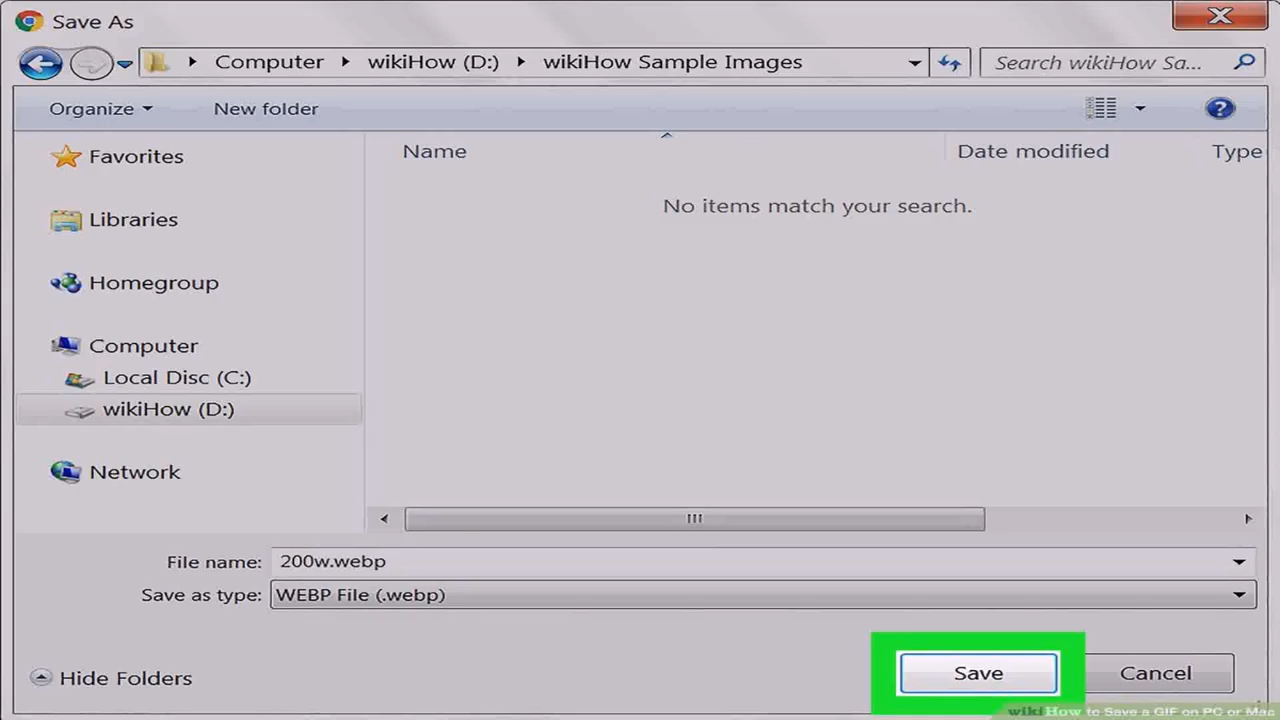 Save As
Computer wikiHow (D:) wikiHow Sample Images Search wikiHow Sa...
Organize New folder
Favorites
Libraries
Homegroup
Computer
Local Disc (C:)
wikiHow (D:)
Network
Name Date modified Type
No items match your search.
File name: 200w.webp
Save as type: WEBP File (.webp)
Hide Folders Save Cancel
wikiHow to Save a GIF on PC or Mac